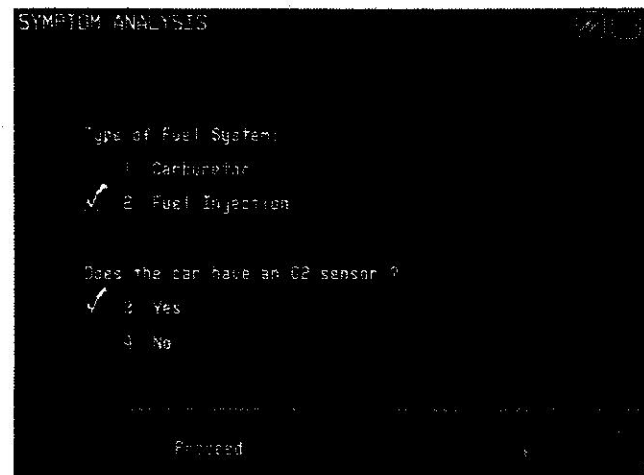 SYMPTOM ANALYSIS
Type of Fuel System:
1 Carburetor
2 Fuel Injection
Does the car have an O2 sensor ?
3 Yes
4 No
Proceed